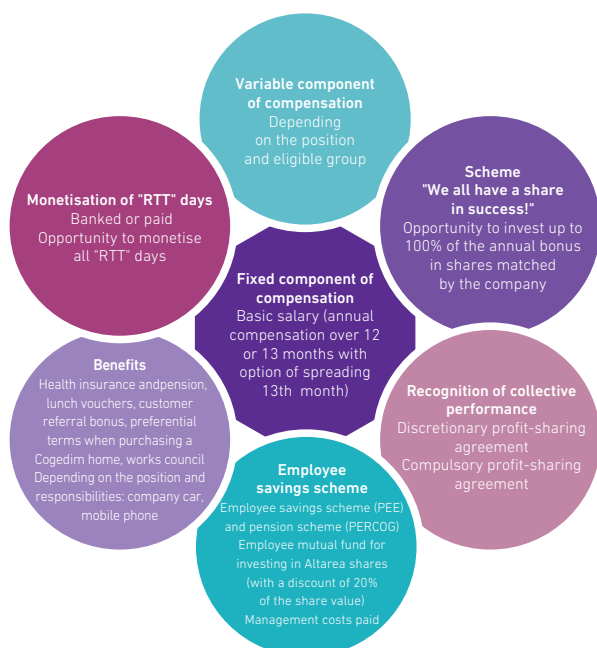 Variable component
of compensation
Depending
on the position
and eligible group
Monetisation of "RTT" days
Banked or paid
Opportunity to monetise
all "RTT" days
Scheme
"We all have a share
in success!"
Opportunity to invest up to
100% of the annual bonus
in shares matched
by the company
Fixed component of
compensation
Basic salary (annual
compensation over 12
or 13 months with
option of spreading
13th month)
Benefits
Health insurance andpension,
lunch vouchers, customer
referral bonus, preferential
terms when purchasing a
Cogedim home, works council
Depending on the position and
responsibilities: company car,
mobile phone
Recognition of collective
performance
Discretionary profit-sharing
agreement
Compulsory profit-sharing
agreement
Employee
savings scheme
Employee savings scheme (PEE)
and pension scheme (PERCOG)
Employee mutual fund for
investing in Altarea shares
(with a discount of 20%
of the share value)
Management costs paid